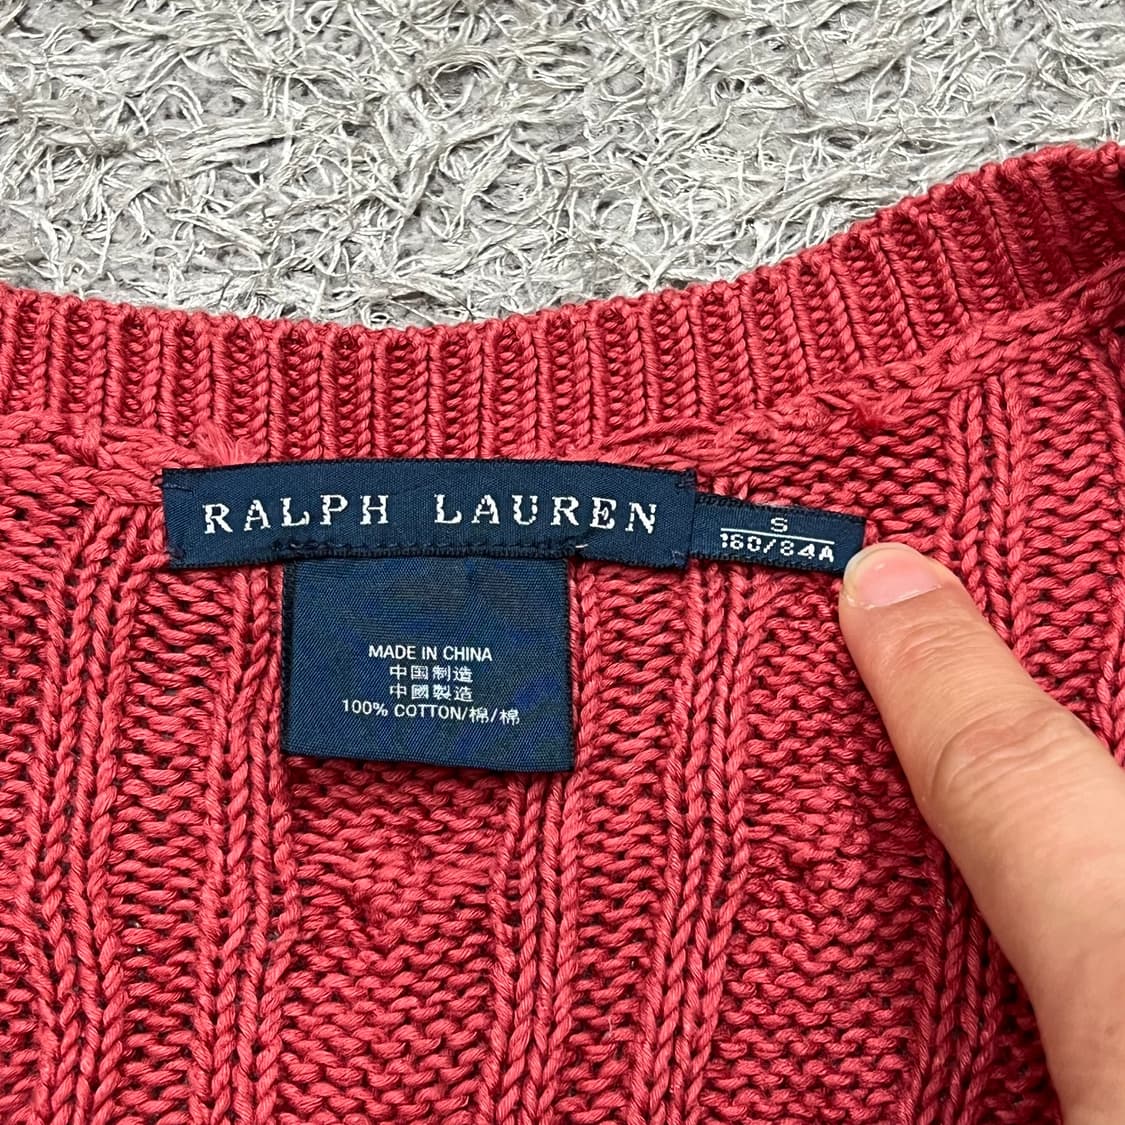 RALPH LAUREN
S
160/84A
MADE IN CHINA
中国制造
中國製造
100% COTTON/棉/棉